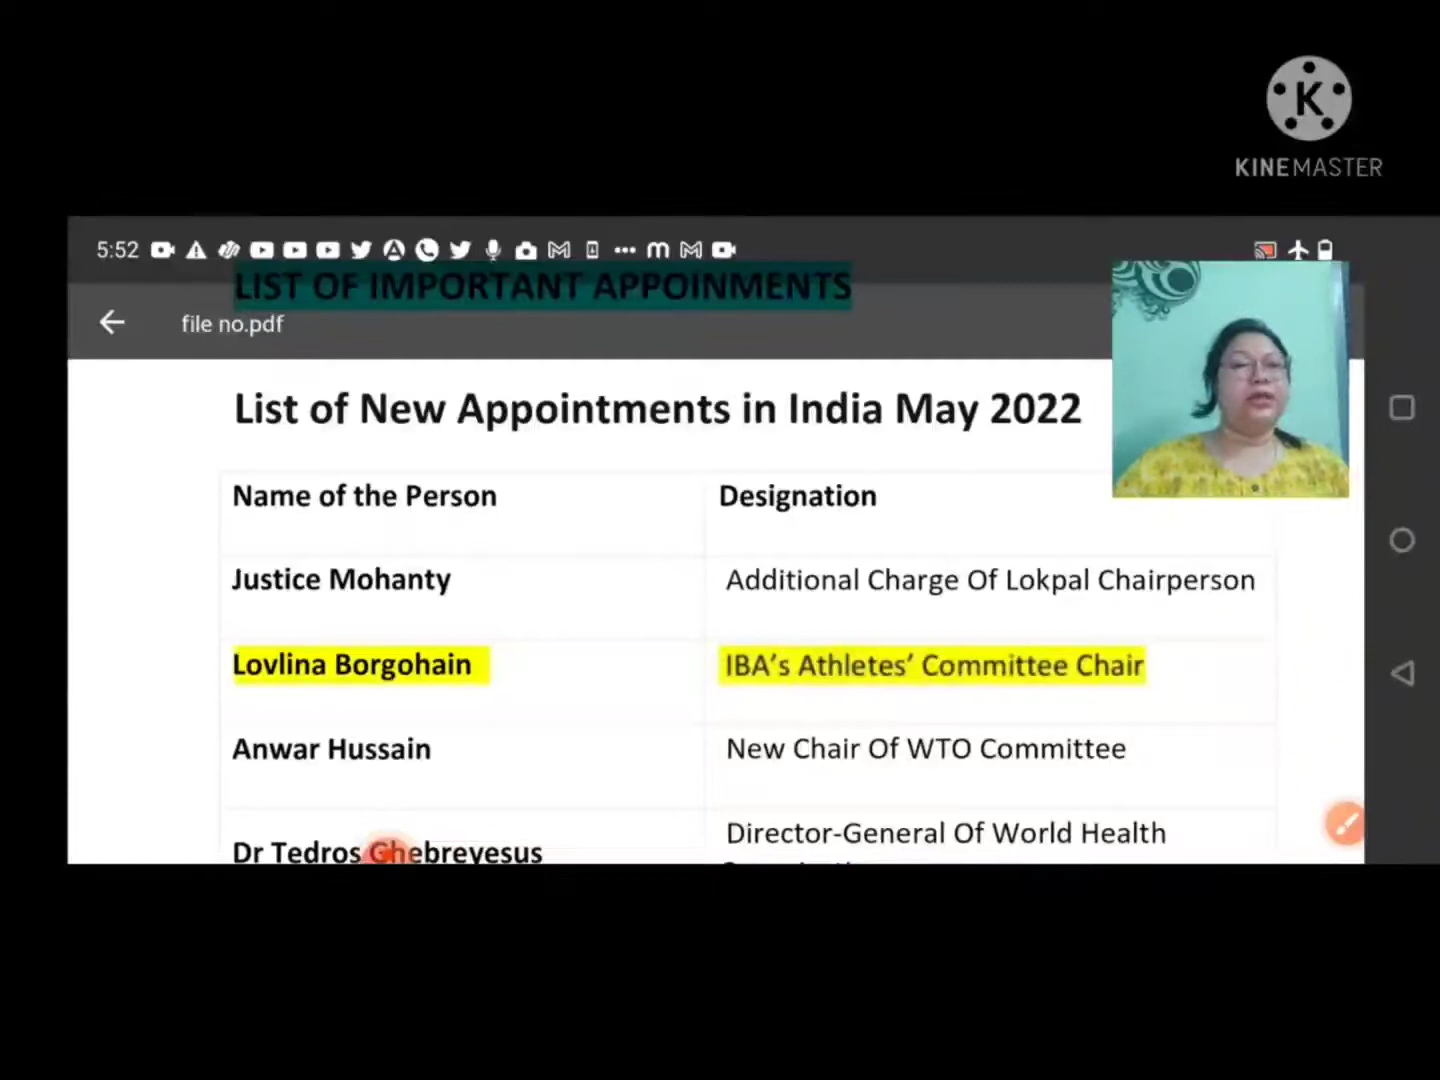 K
KINEMASTER
5:52
LIST OF IMPORTANT APPOINMENTS
file no.pdf
List of New Appointments in India May 2022
Name of the Person Designation
Justice Mohanty Additional Charge Of Lokpal Chairperson
Lovlina Borgohain IBA's Athletes' Committee Chair
Anwar Hussain New Chair Of WTO Committee
Dr Tedros Ghebreyesus Director-General Of World Health